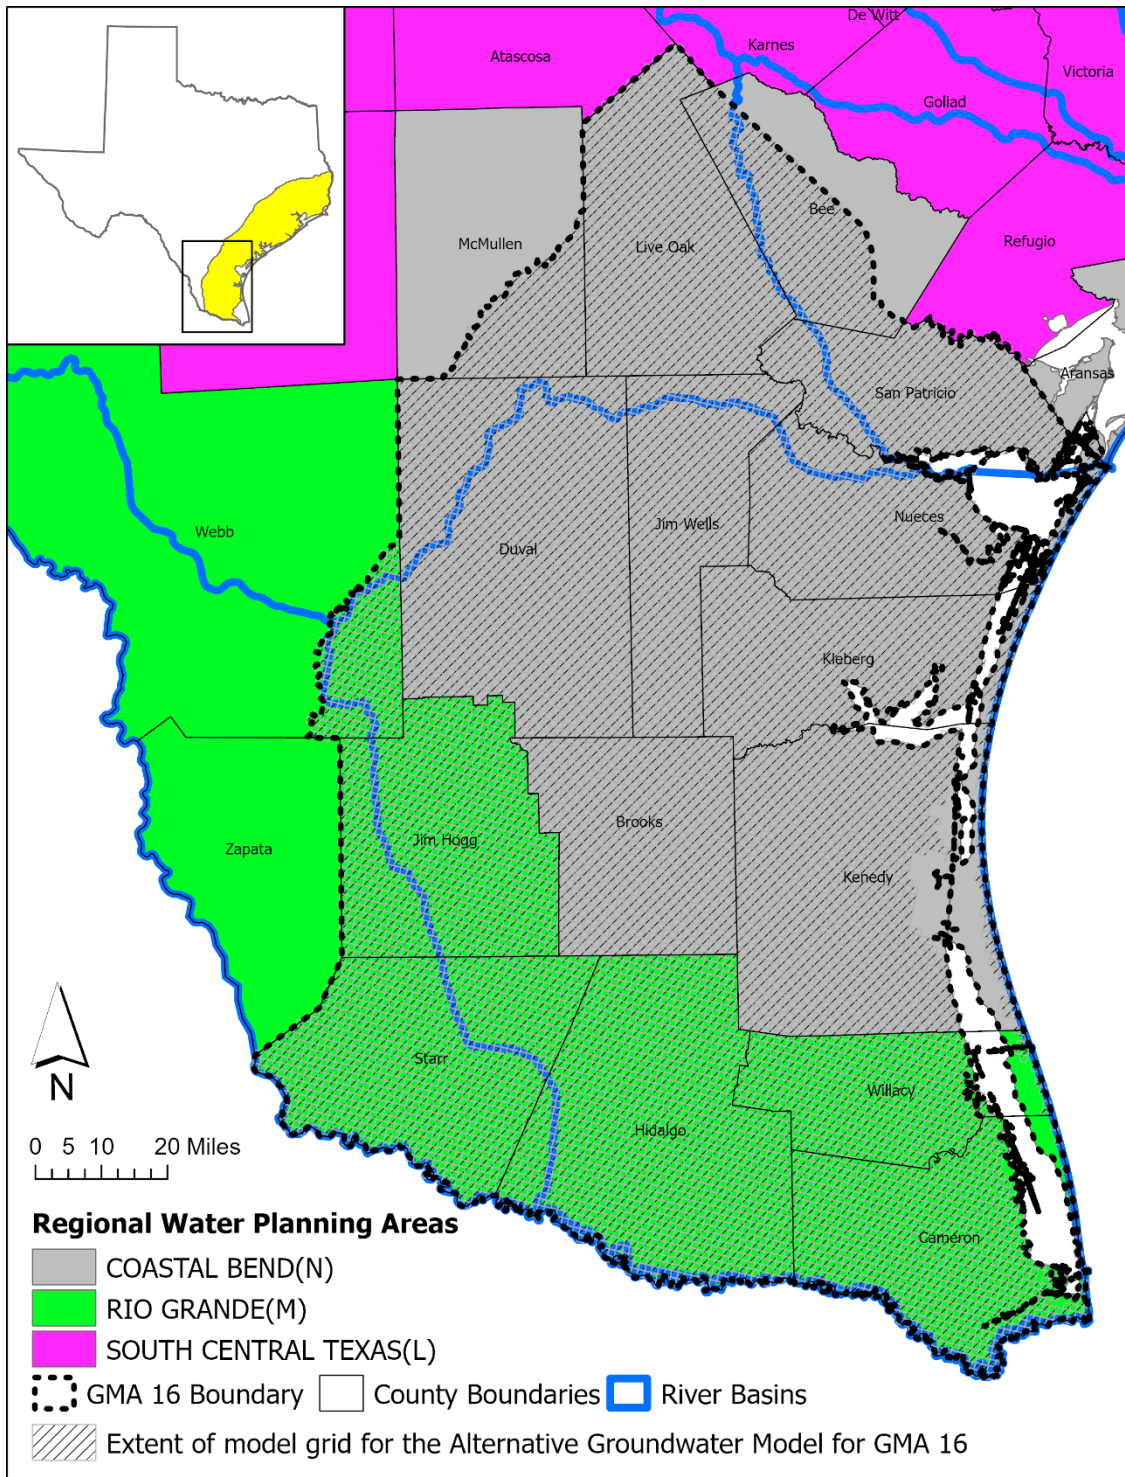 De Witt
Karnes
Atascosa
Victoria
Goliad
Bee
McMullen
Live Oak
Refugio
Aransas
San Patricio
Webb
Nueces
Jim Wells
Duval
Kleberg
Brooks
Jim Hogg
Zapata
Kenedy
Starr
Willacy
Hidalgo
Cameron
N
0 5 10 20 Miles
Regional Water Planning Areas
COASTAL BEND(N)
RIO GRANDE(M)
SOUTH CENTRAL TEXAS(L)
GMA 16 Boundary County Boundaries River Basins
Extent of model grid for the Alternative Groundwater Model for GMA 16